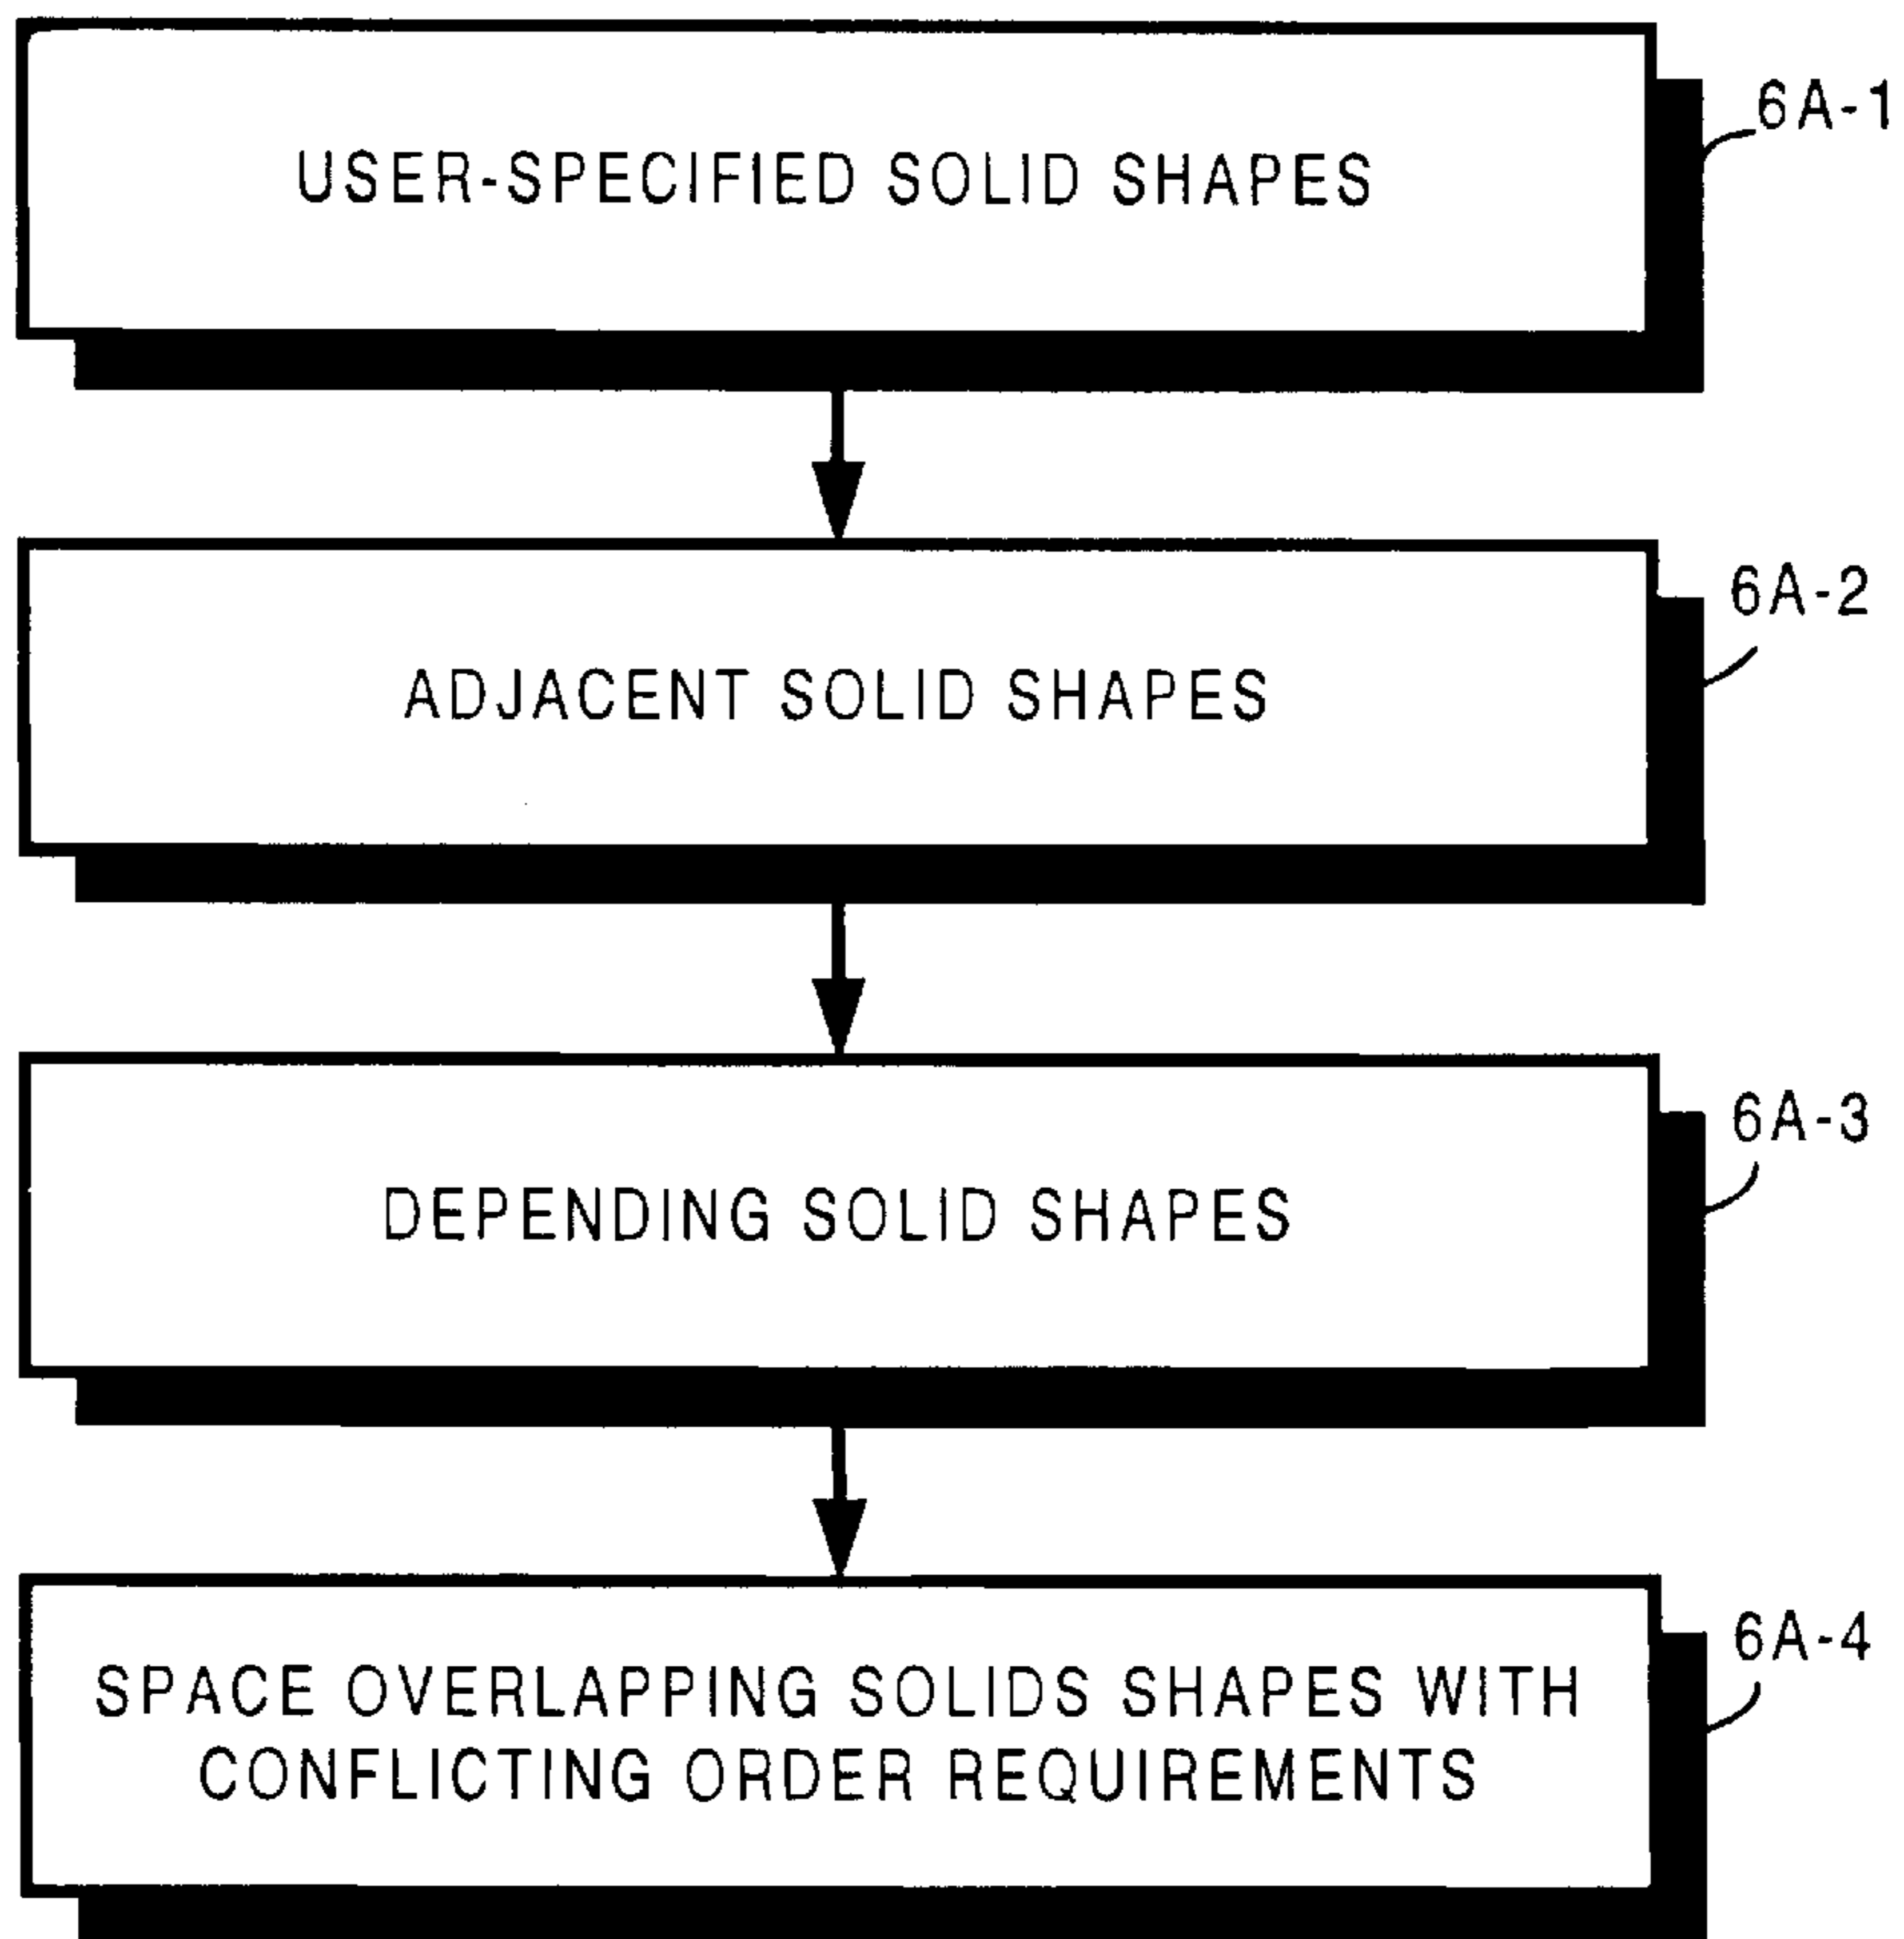 USER-SPECIFIED SOLID SHAPES
6A-1
ADJACENT SOLID SHAPES
6A-2
DEPENDING SOLID SHAPES
6A-3
SPACE OVERLAPPING SOLIDS SHAPES WITH
CONFLICTING ORDER REQUIREMENTS
6A-4